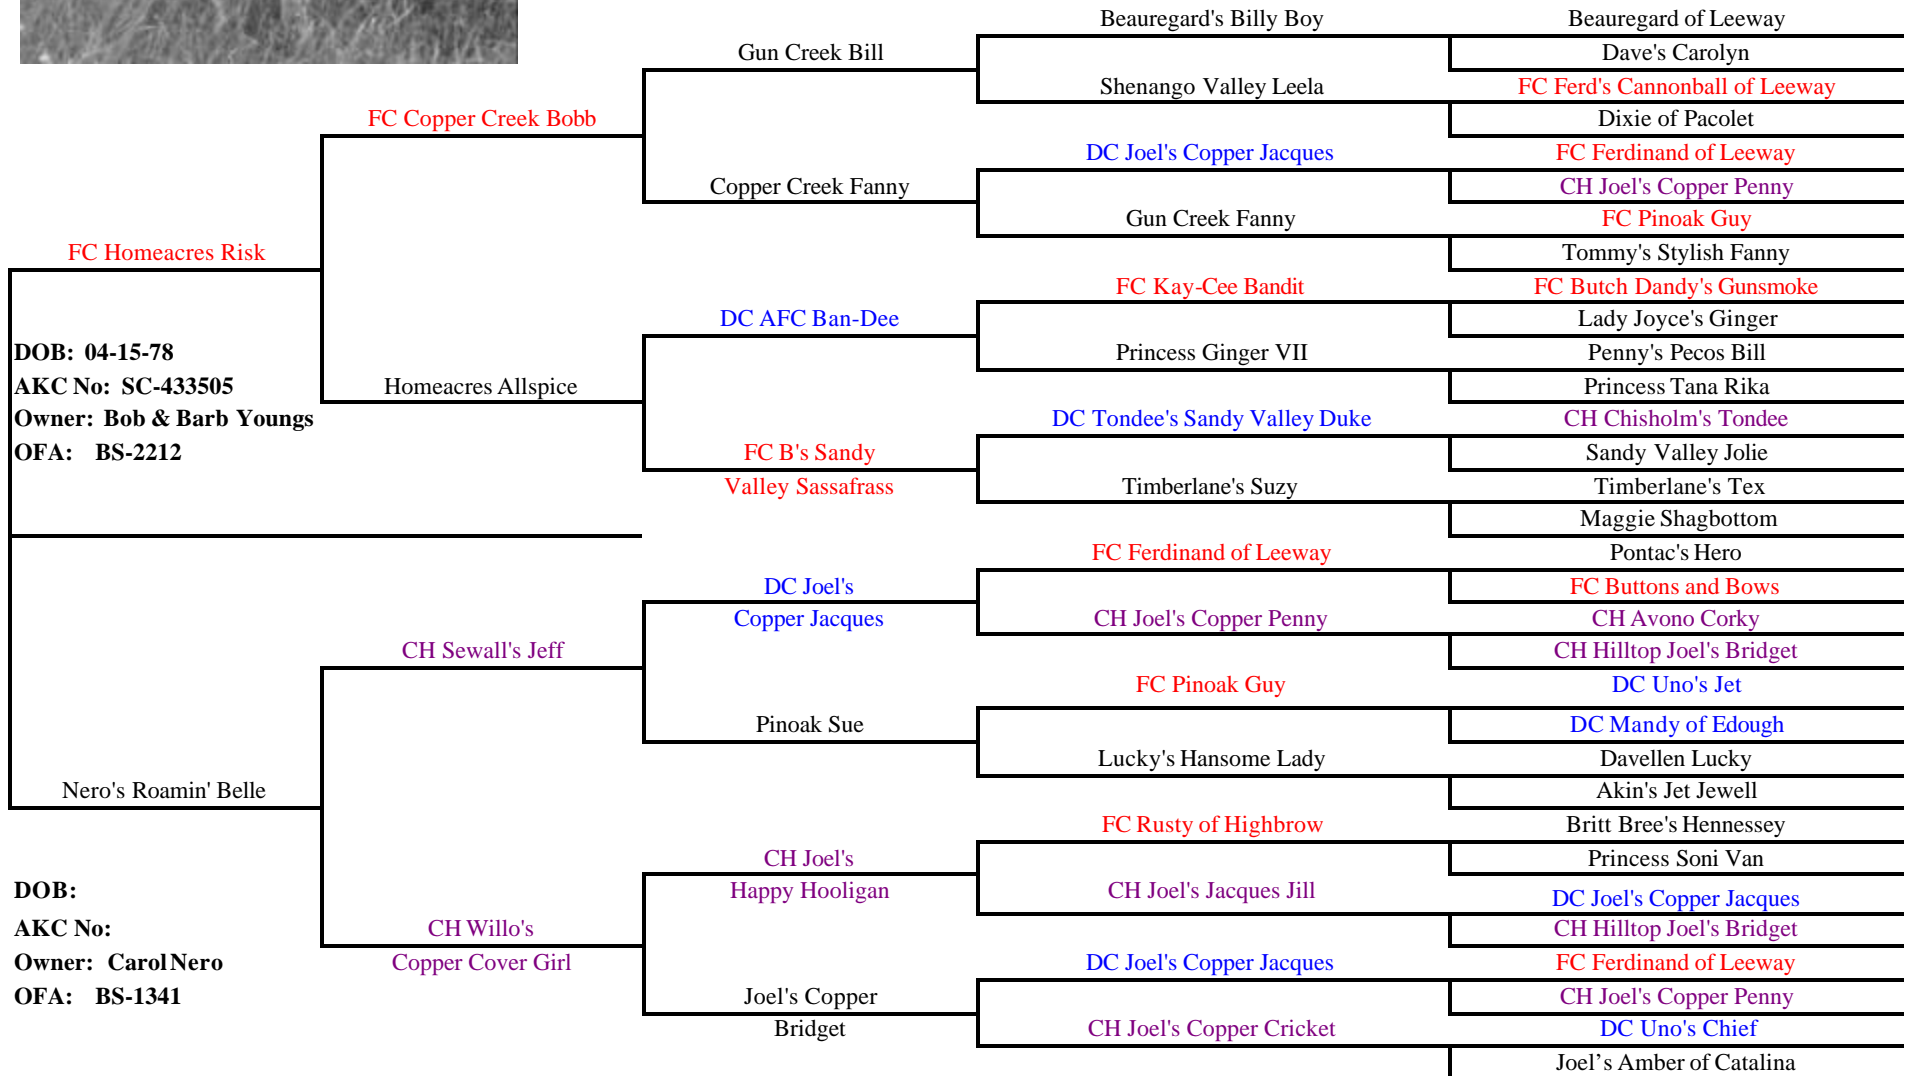 Beauregard's Billy Boy
Beauregard of Leeway
Gun Creek Bill
Dave's Carolyn
Shenango Valley Leela
FC Ferd's Cannonball of Leeway
FC Copper Creek Bobb
Dixie of Pacolet
DC Joel's Copper Jacques
FC Ferdinand of Leeway
Copper Creek Fanny
CH Joel's Copper Penny
Gun Creek Fanny
FC Pinoak Guy
FC Homeacres Risk
Tommy's Stylish Fanny
FC Kay-Cee Bandit
FC Butch Dandy's Gunsmoke
DC AFC Ban-Dee
Lady Joyce's Ginger
DOB: 04-15-78
Princess Ginger VII
Penny's Pecos Bill
AKC No: SC-433505
Homeacres Allspice
Princess Tana Rika
Owner: Bob & Barb Youngs
DC Tondee's Sandy Valley Duke
CH Chisholm's Tondee
OFA: BS-2212
FC B's Sandy
Sandy Valley Jolie
Valley Sassafrass
Timberlane's Suzy
Timberlane's Tex
Maggie Shagbottom
FC Ferdinand of Leeway
Pontac's Hero
DC Joel's
FC Buttons and Bows
Copper Jacques
CH Joel's Copper Penny
CH Avono Corky
CH Sewall's Jeff
CH Hilltop Joel's Bridget
FC Pinoak Guy
DC Uno's Jet
Pinoak Sue
DC Mandy of Edough
Lucky's Hansome Lady
Davellen Lucky
Nero's Roamin' Belle
Akin's Jet Jewell
FC Rusty of Highbrow
Britt Bree's Hennessey
CH Joel's
Princess Soni Van
DOB:
Happy Hooligan
CH Joel's Jacques Jill
DC Joel's Copper Jacques
AKC No:
CH Willo's
CH Hilltop Joel's Bridget
Owner: Carol Nero
Copper Cover Girl
DC Joel's Copper Jacques
FC Ferdinand of Leeway
OFA: BS-1341
Joel's Copper
CH Joel's Copper Penny
Bridget
CH Joel's Copper Cricket
DC Uno's Chief
Joel’s Amber of Catalina